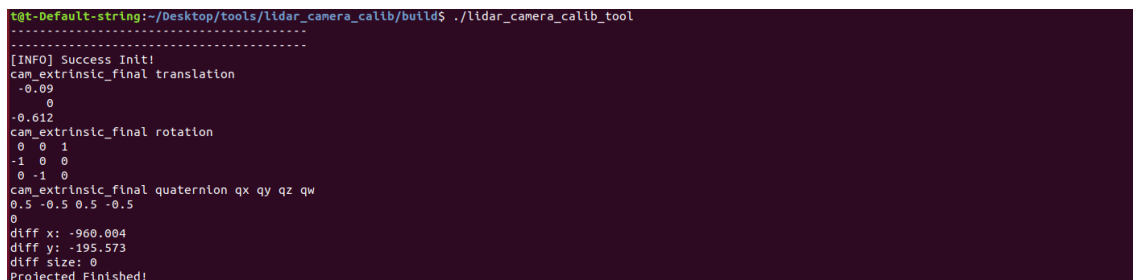 t@t-Default-string:~/Desktop/tools/lidar_camera_calib/build$ ./lidar_camera_calib_tool
----------------------------------------
----------------------------------------
[INFO] Success Init!
cam_extrinsic_final translation
 -0.09
     0
-0.612
cam_extrinsic_final rotation
 0  0  1
-1  0  0
 0 -1  0
cam_extrinsic_final quaternion qx qy qz qw
0.5 -0.5 0.5 -0.5
0
diff x: -960.004
diff y: -195.573
diff size: 0
Projected Finished!